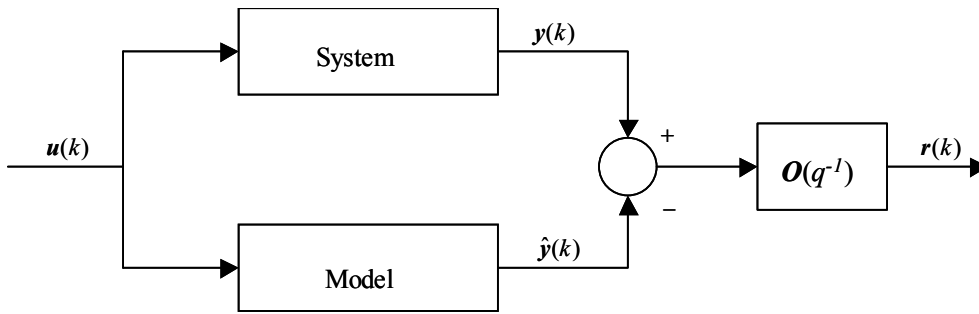 System
y(k)
u(k)
+
O(q⁻¹)
r(k)
−
ŷ(k)
Model